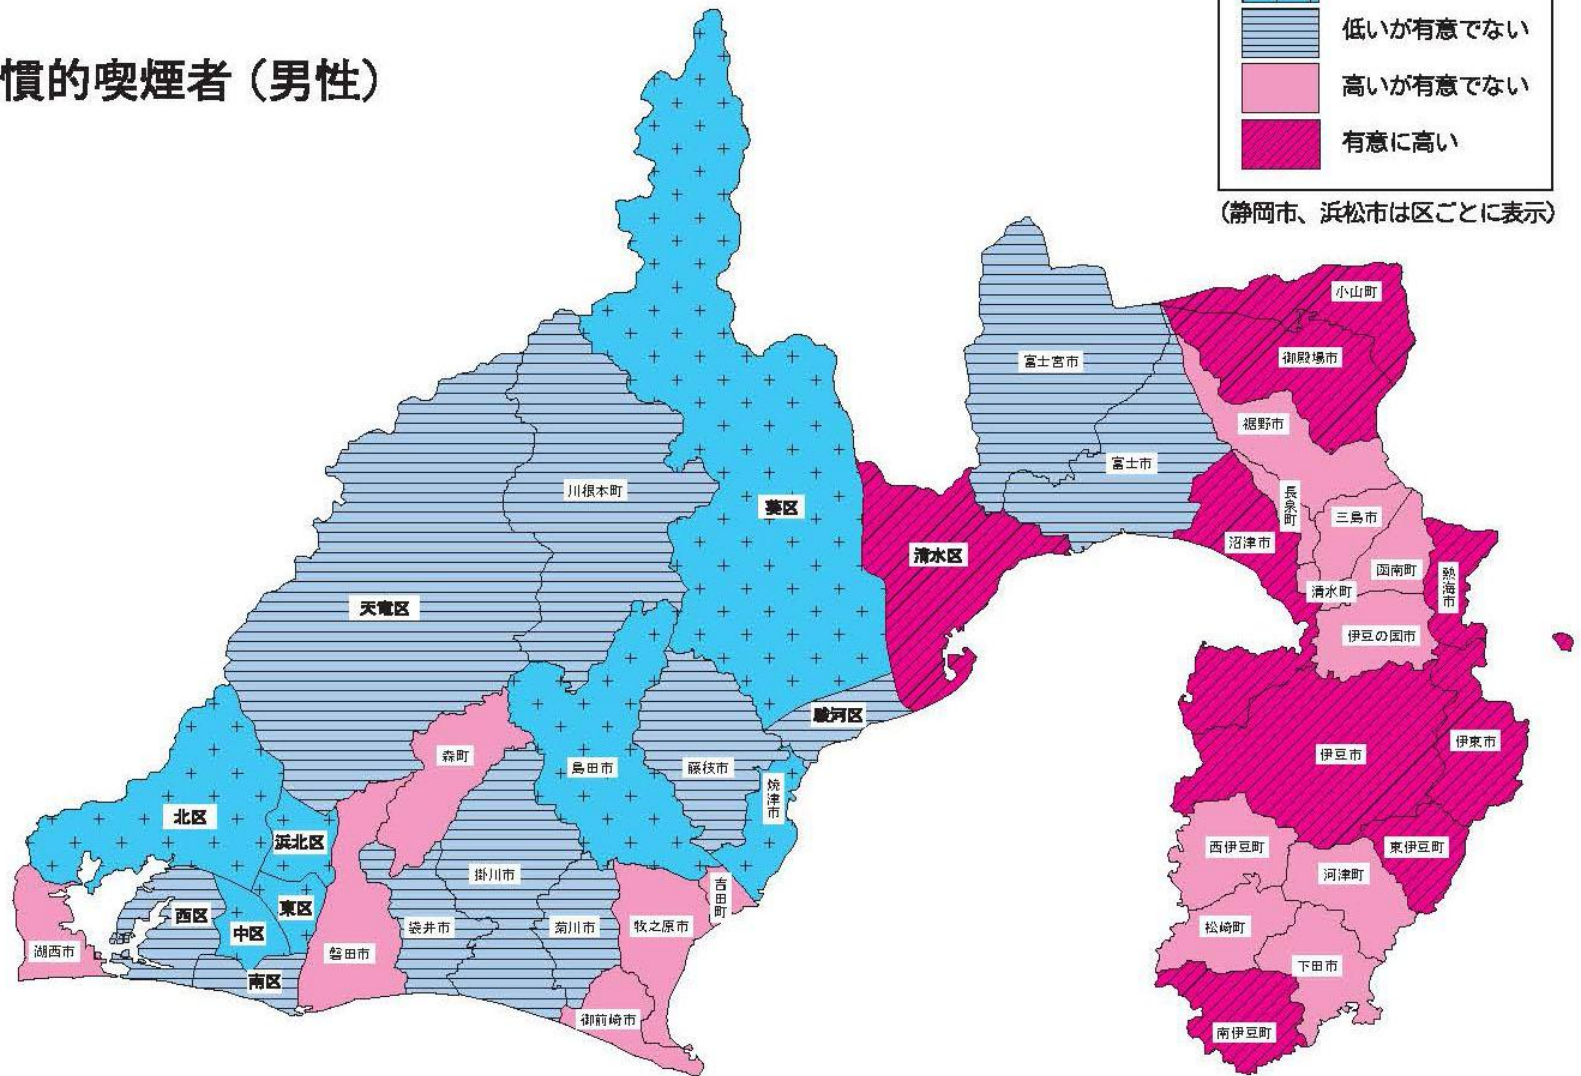 慣的喫煙者（男性）
低いが有意でない
高いが有意でない
有意に高い
（静岡市、浜松市は区ごとに表示）
小山町
御殿場市
富士宮市
裾野市
富士市
川根本町
葵区
長泉町
三島市
沼津市
清水区
函南町
熱海市
清水町
天竜区
伊豆の国市
駿河区
伊東市
森町
伊豆市
島田市
藤枝市
焼津市
北区
浜北区
西伊豆町
東伊豆町
掛川市
河津町
吉田町
東区
西区
中区
袋井市
菊川市
牧之原市
松崎町
湖西市
磐田市
下田市
南区
御前崎市
南伊豆町